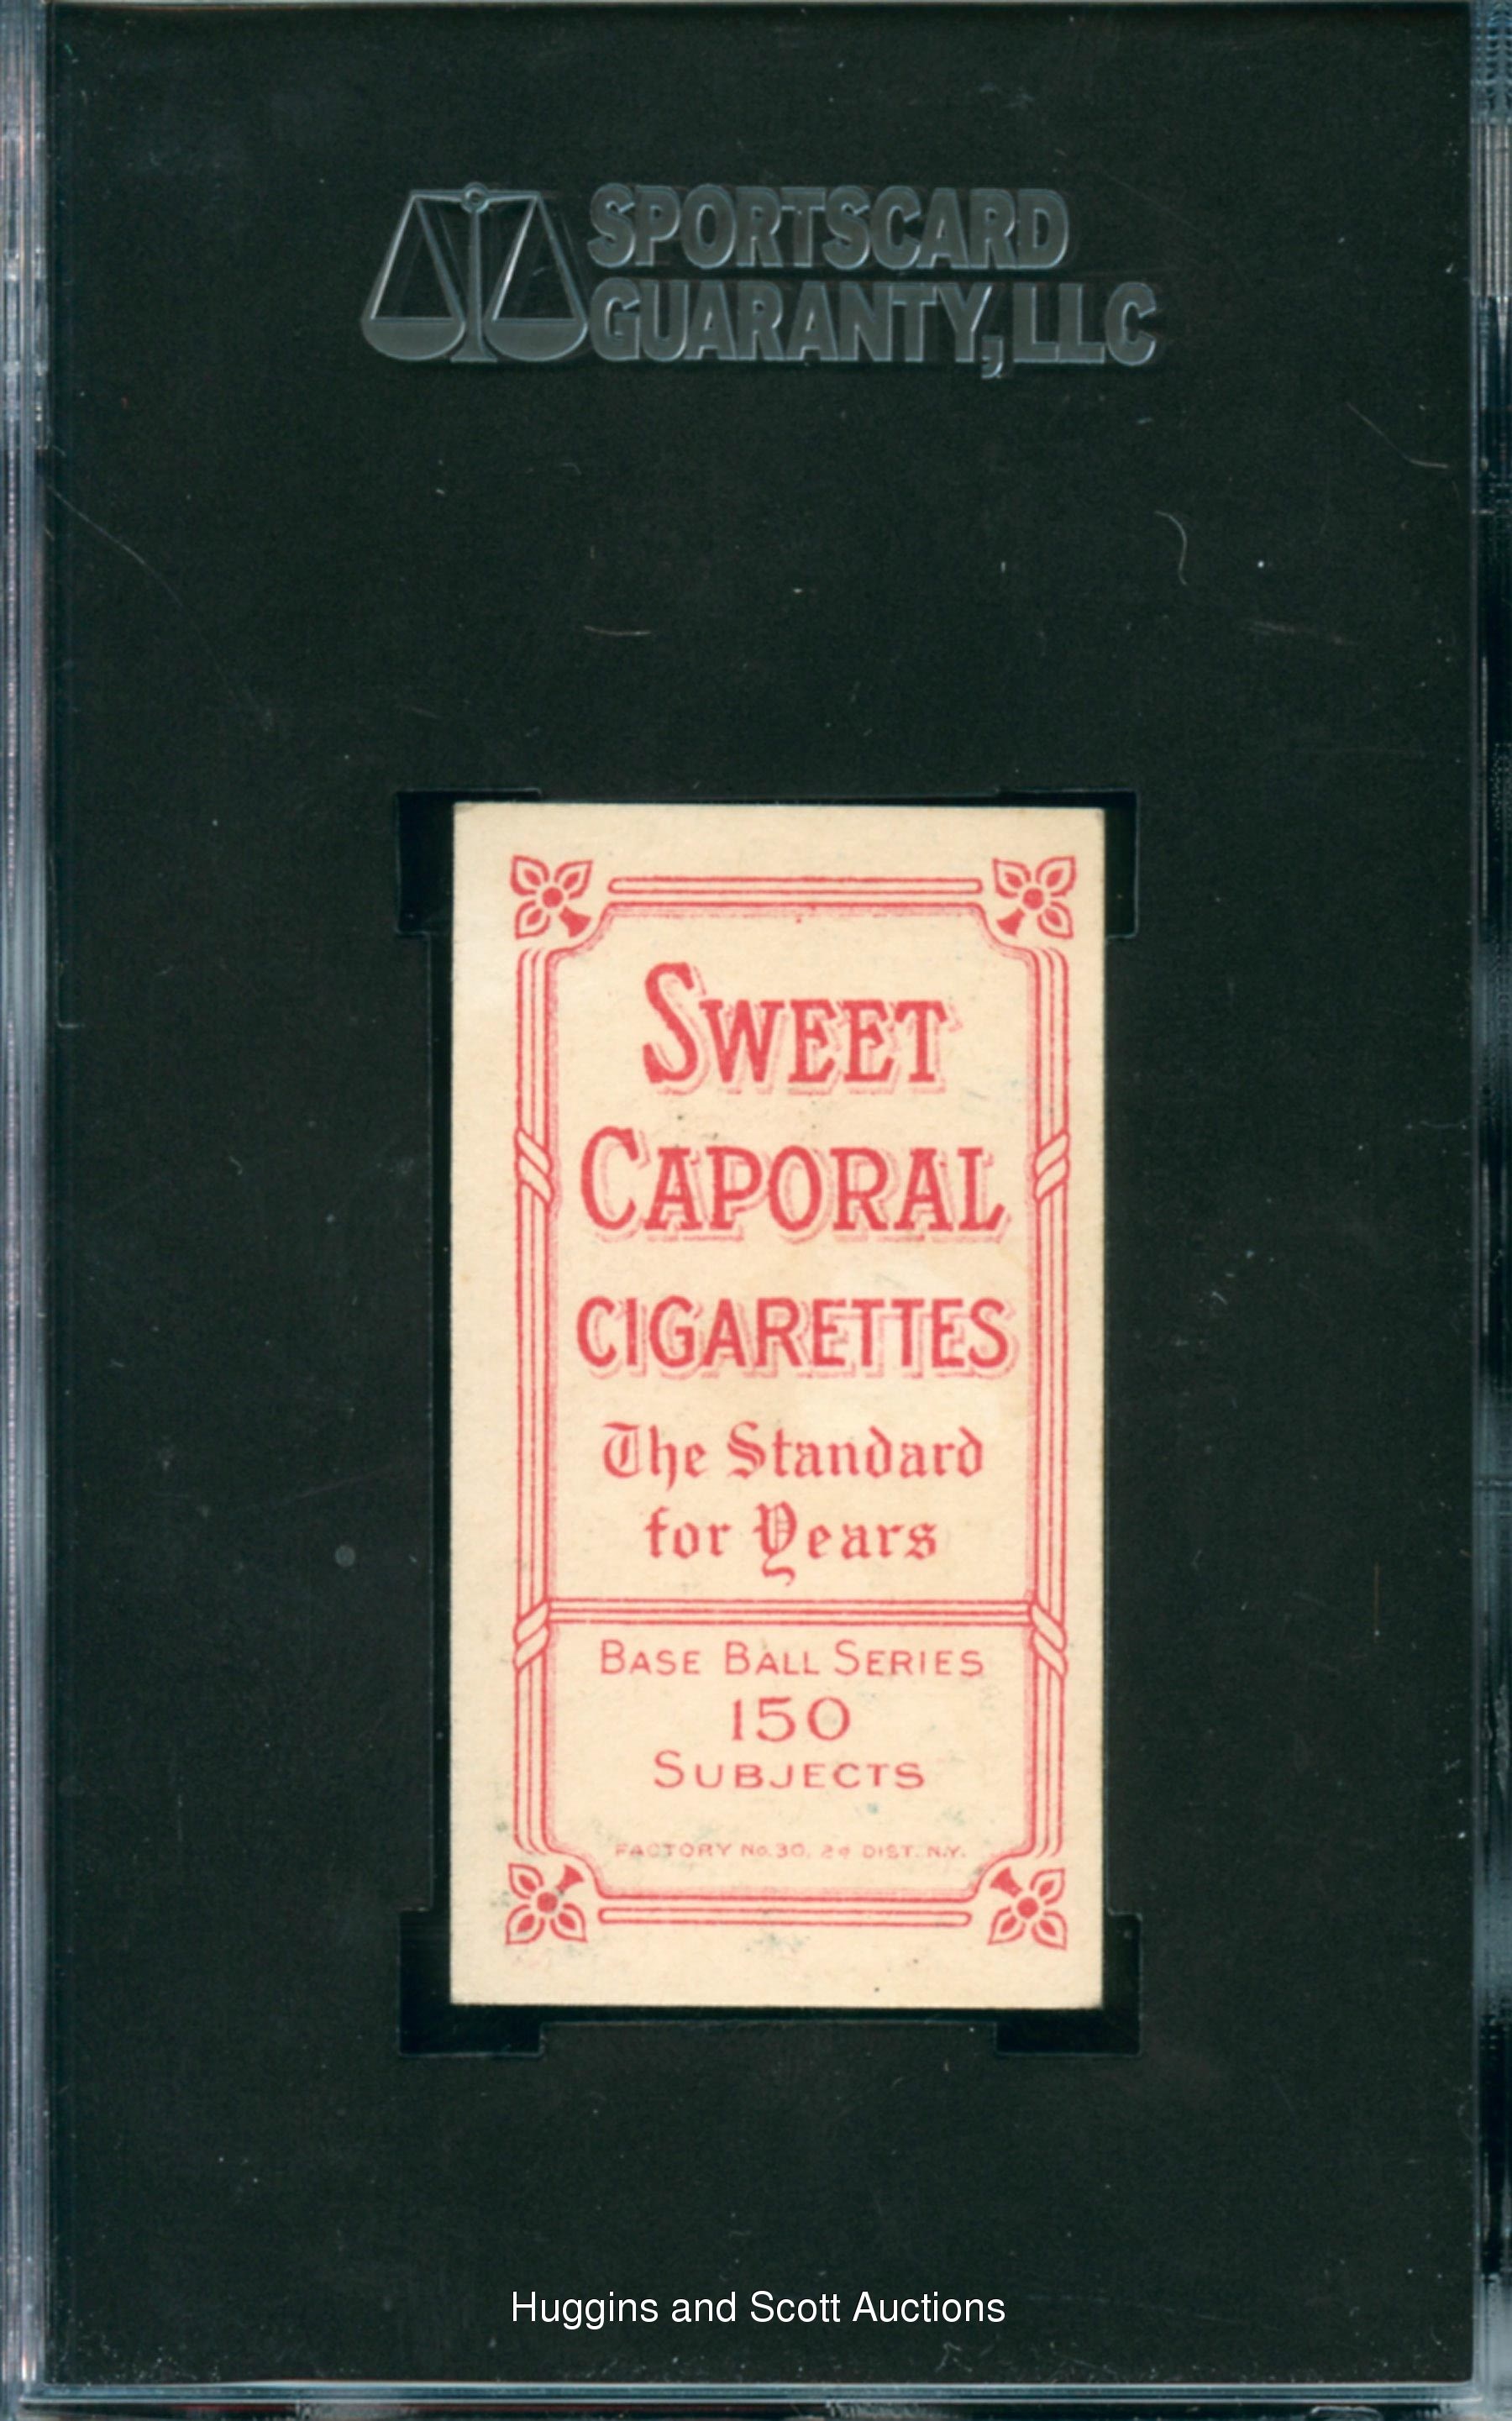 SPORTSCARD
GUARANTY, LLC
SWEET
CAPORAL
CIGARETTES
The Standard
for Years
BASE BALL SERIES
150
SUBJECTS
FACTORY No. 30, 2d DIST. N.Y.
Huggins and Scott Auctions